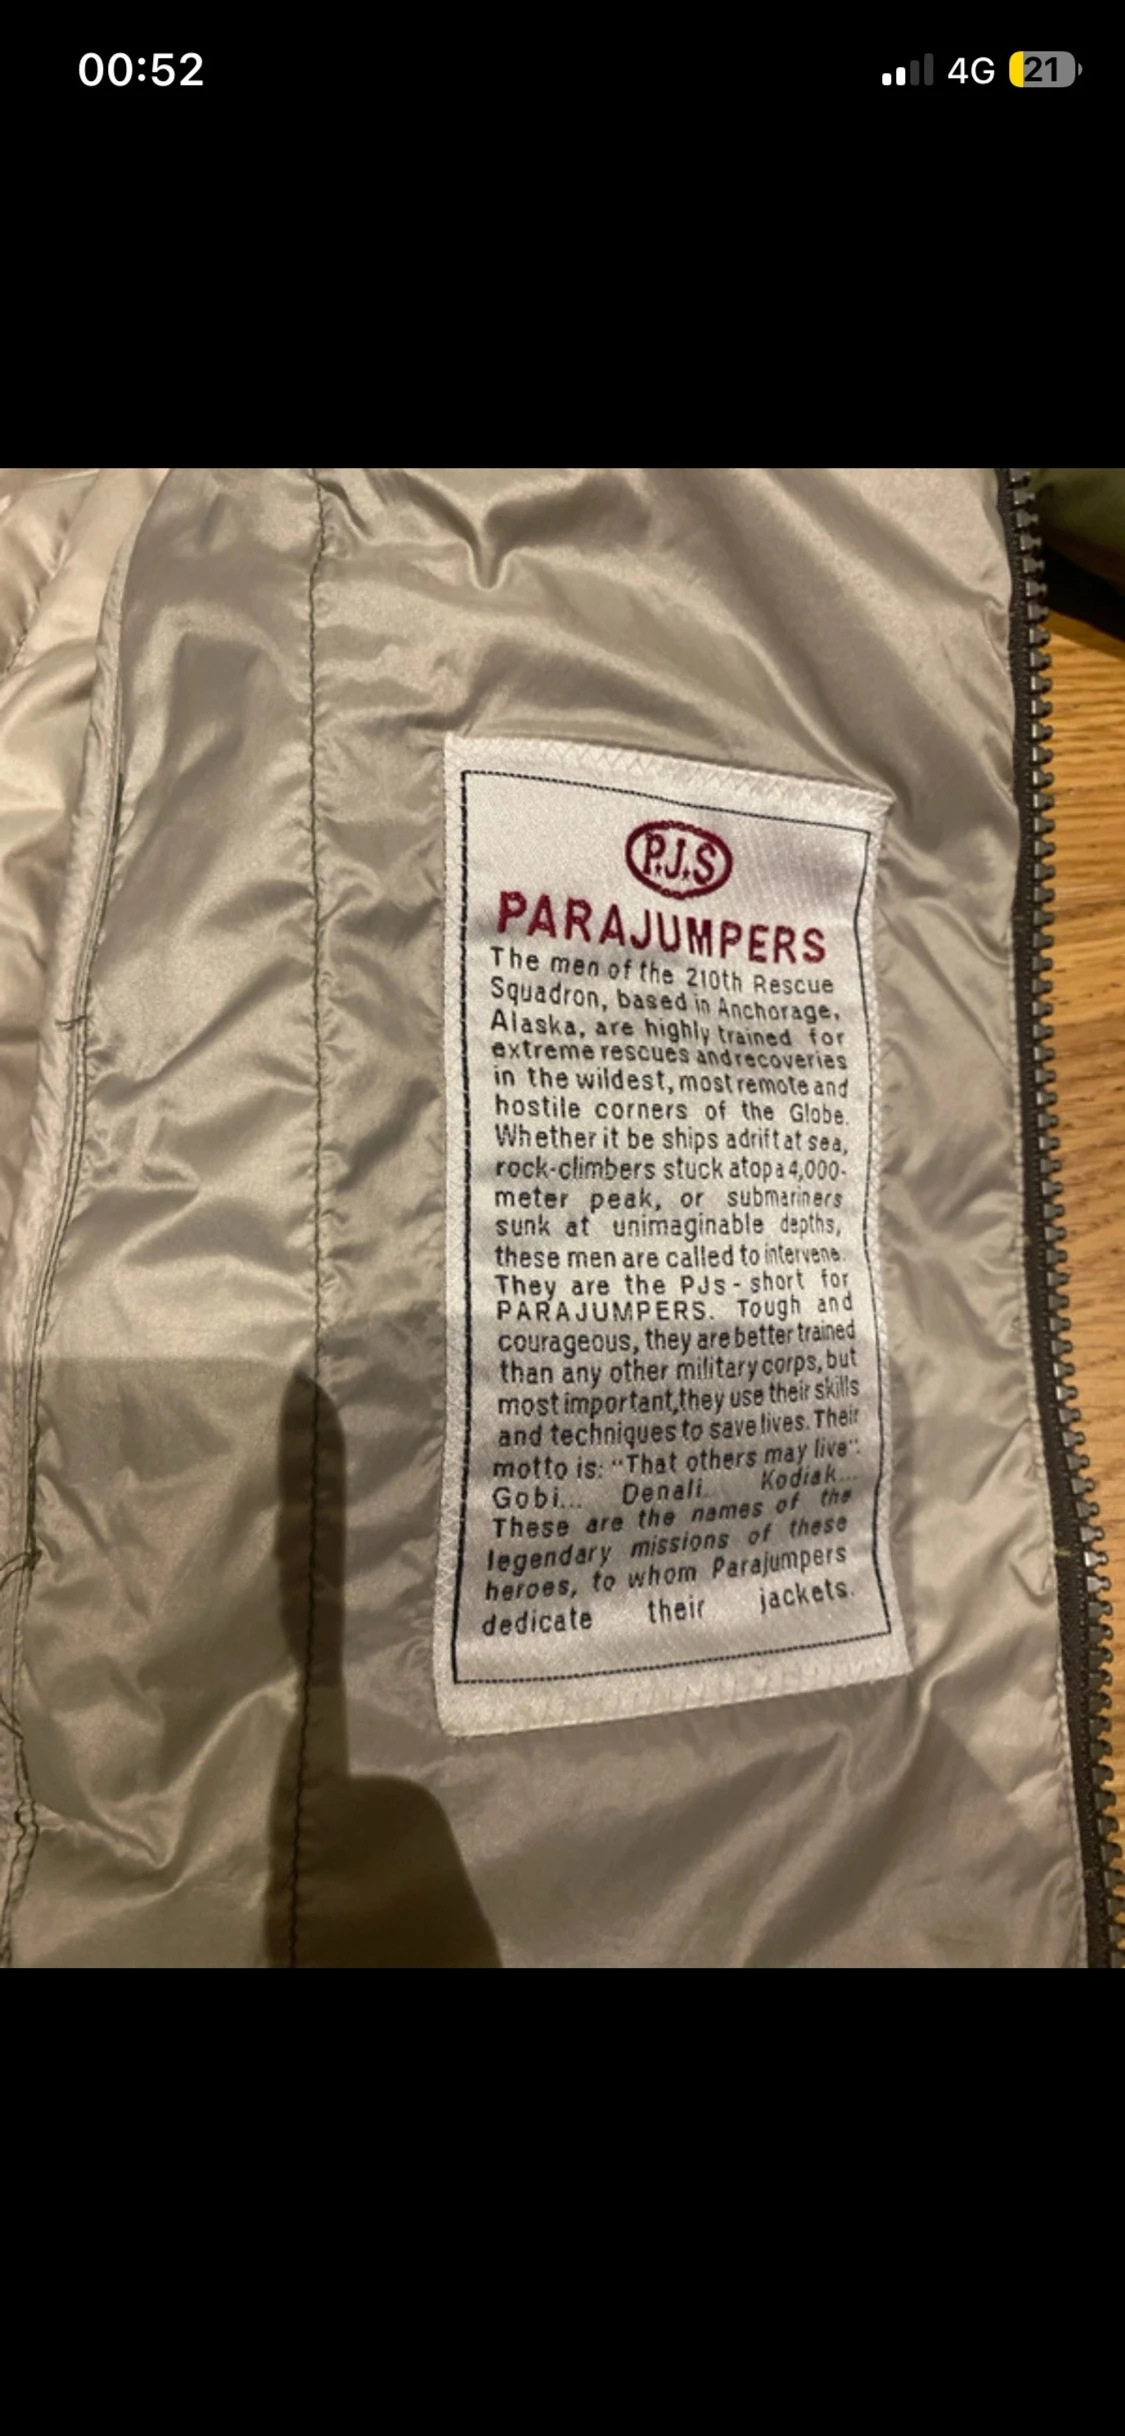 00:52
4G 21
P.J.S
PARAJUMPERS
The men of the 210th Rescue
Squadron, based in Anchorage,
Alaska, are highly trained for
extreme rescues and recoveries
in the wildest, most remote and
hostile corners of the Globe.
Whether it be ships adrift at sea,
rock-climbers stuck atop a 4,000-
meter peak, or submariners
sunk at unimaginable depths,
these men are called to intervene.
They are the PJs - short for
PARAJUMPERS. Tough and
courageous, they are better trained
than any other military corps, but
most important, they use their skills
and techniques to save lives. Their
motto is: "That others may live".
Gobi... Denali... Kodiak...
These are the names of the
legendary missions of these
heroes, to whom Parajumpers
dedicate their jackets.